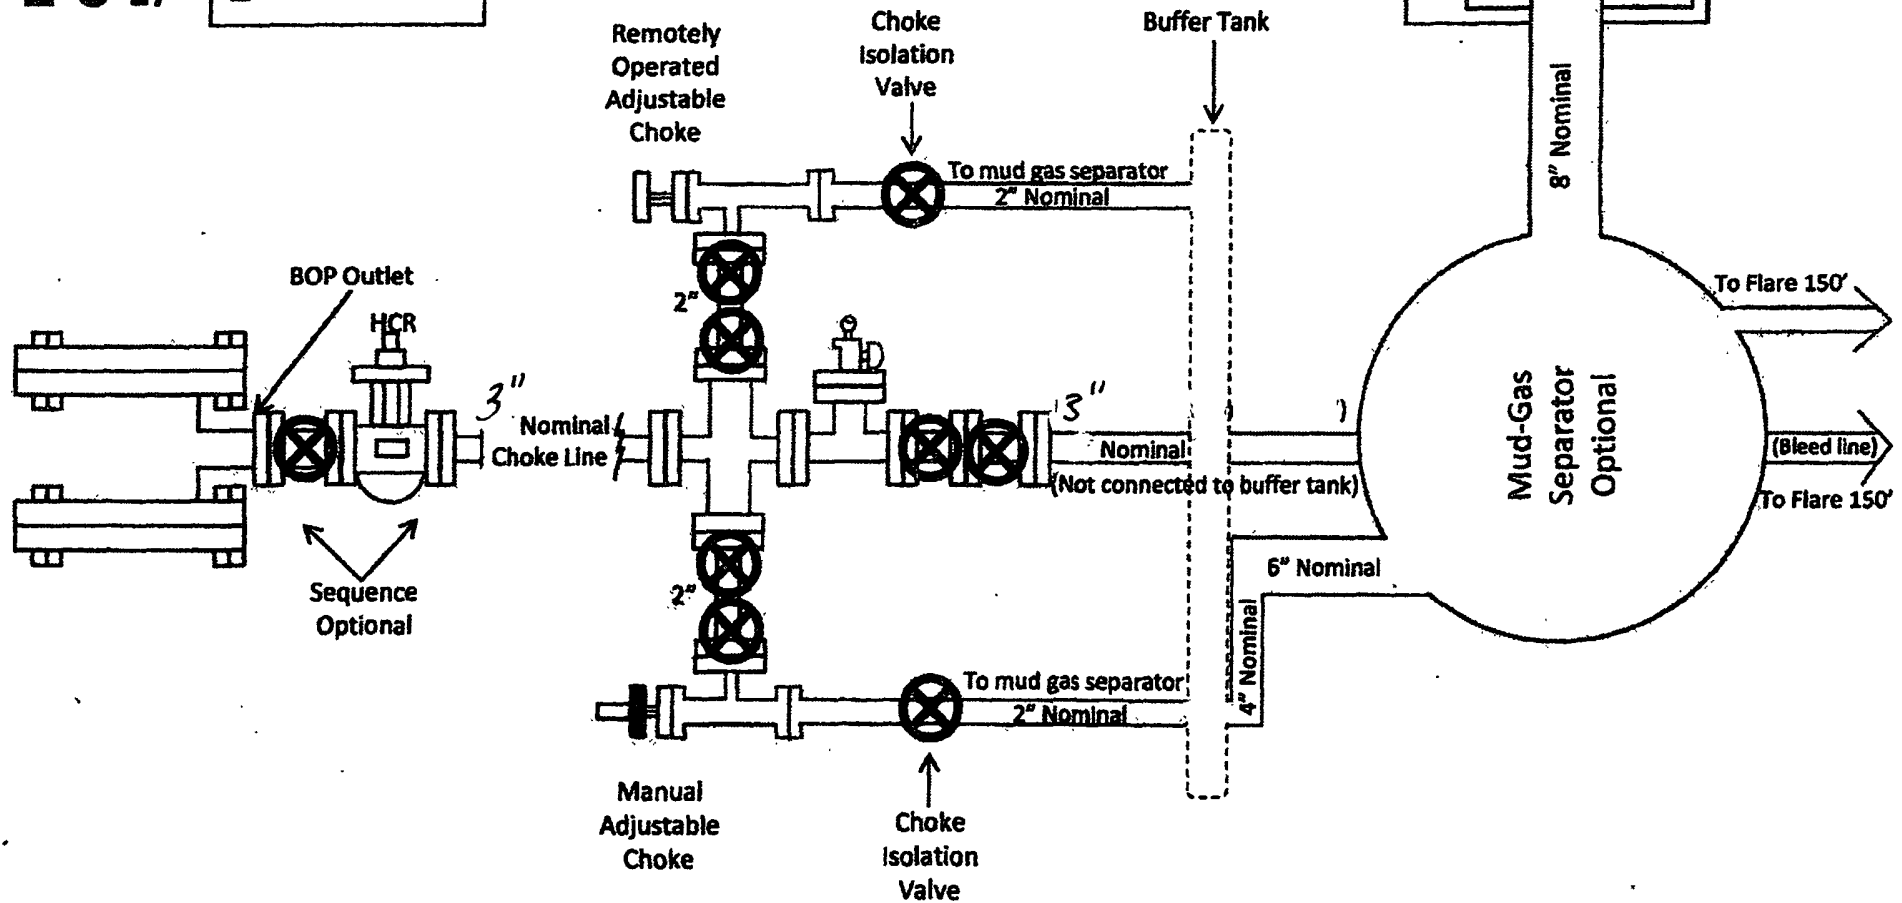 Remotely
Operated
Adjustable
Choke
Choke
Isolation
Valve
Buffer Tank
8" Nominal
To mud gas separator
2" Nominal
BOP Outlet
HCR
2"
To Flare 150'
3"
Nominal
Choke Line
3"
Nominal
(Not connected to buffer tank)
Mud-Gas
Separator
Optional
(Bleed line)
To Flare 150'
Sequence
Optional
2"
6" Nominal
4" Nominal
To mud gas separator
2" Nominal
Manual
Adjustable
Choke
Choke
Isolation
Valve